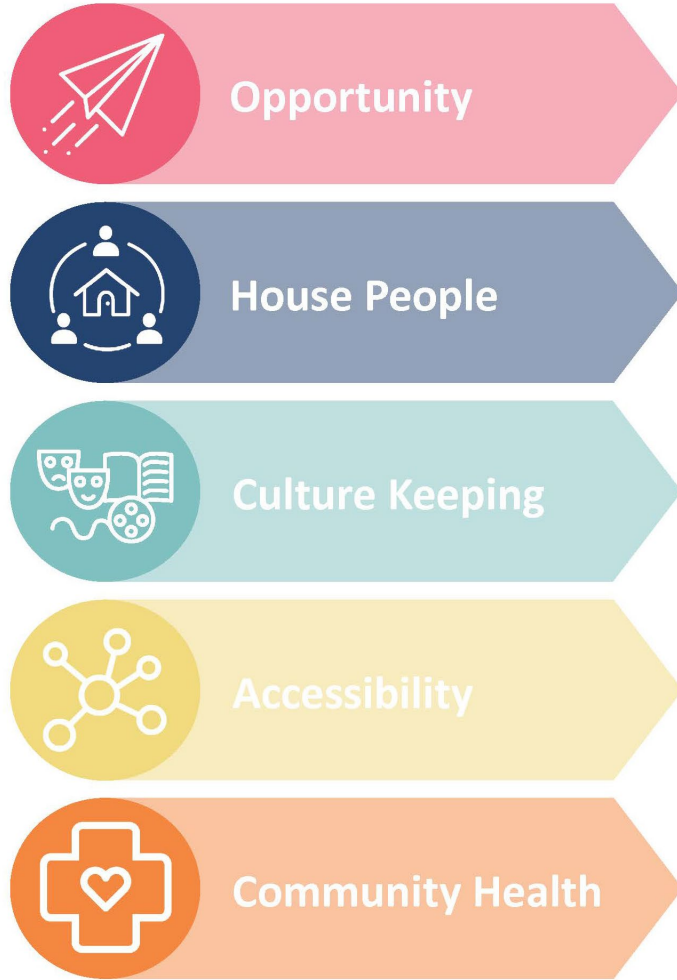 Opportunity
House People
Culture Keeping
Accessibility
Community Health